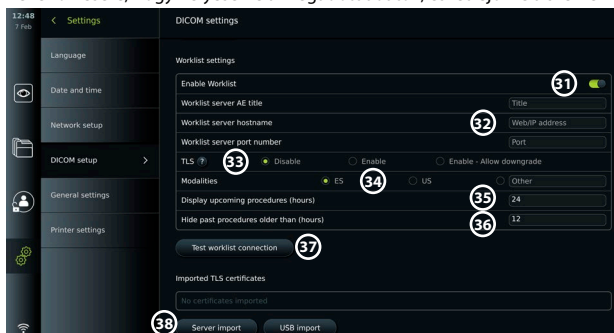 12:48
7 Feb
Settings
Language
Date and time
Network setup
DICOM setup
General settings
Printer settings
DICOM settings
Worklist settings
Enable Worklist 31
Worklist server AE title Title
Worklist server hostname 32 Web/IP address
Worklist server port number Port
TLS ? 33 Disable Enable Enable - Allow downgrade
Modalities ES 34 US Other
Display upcoming procedures (hours) 35 24
Hide past procedures older than (hours) 36 12
Test worklist connection 37
Imported TLS certificates
No certificates imported
38 Server import USB import